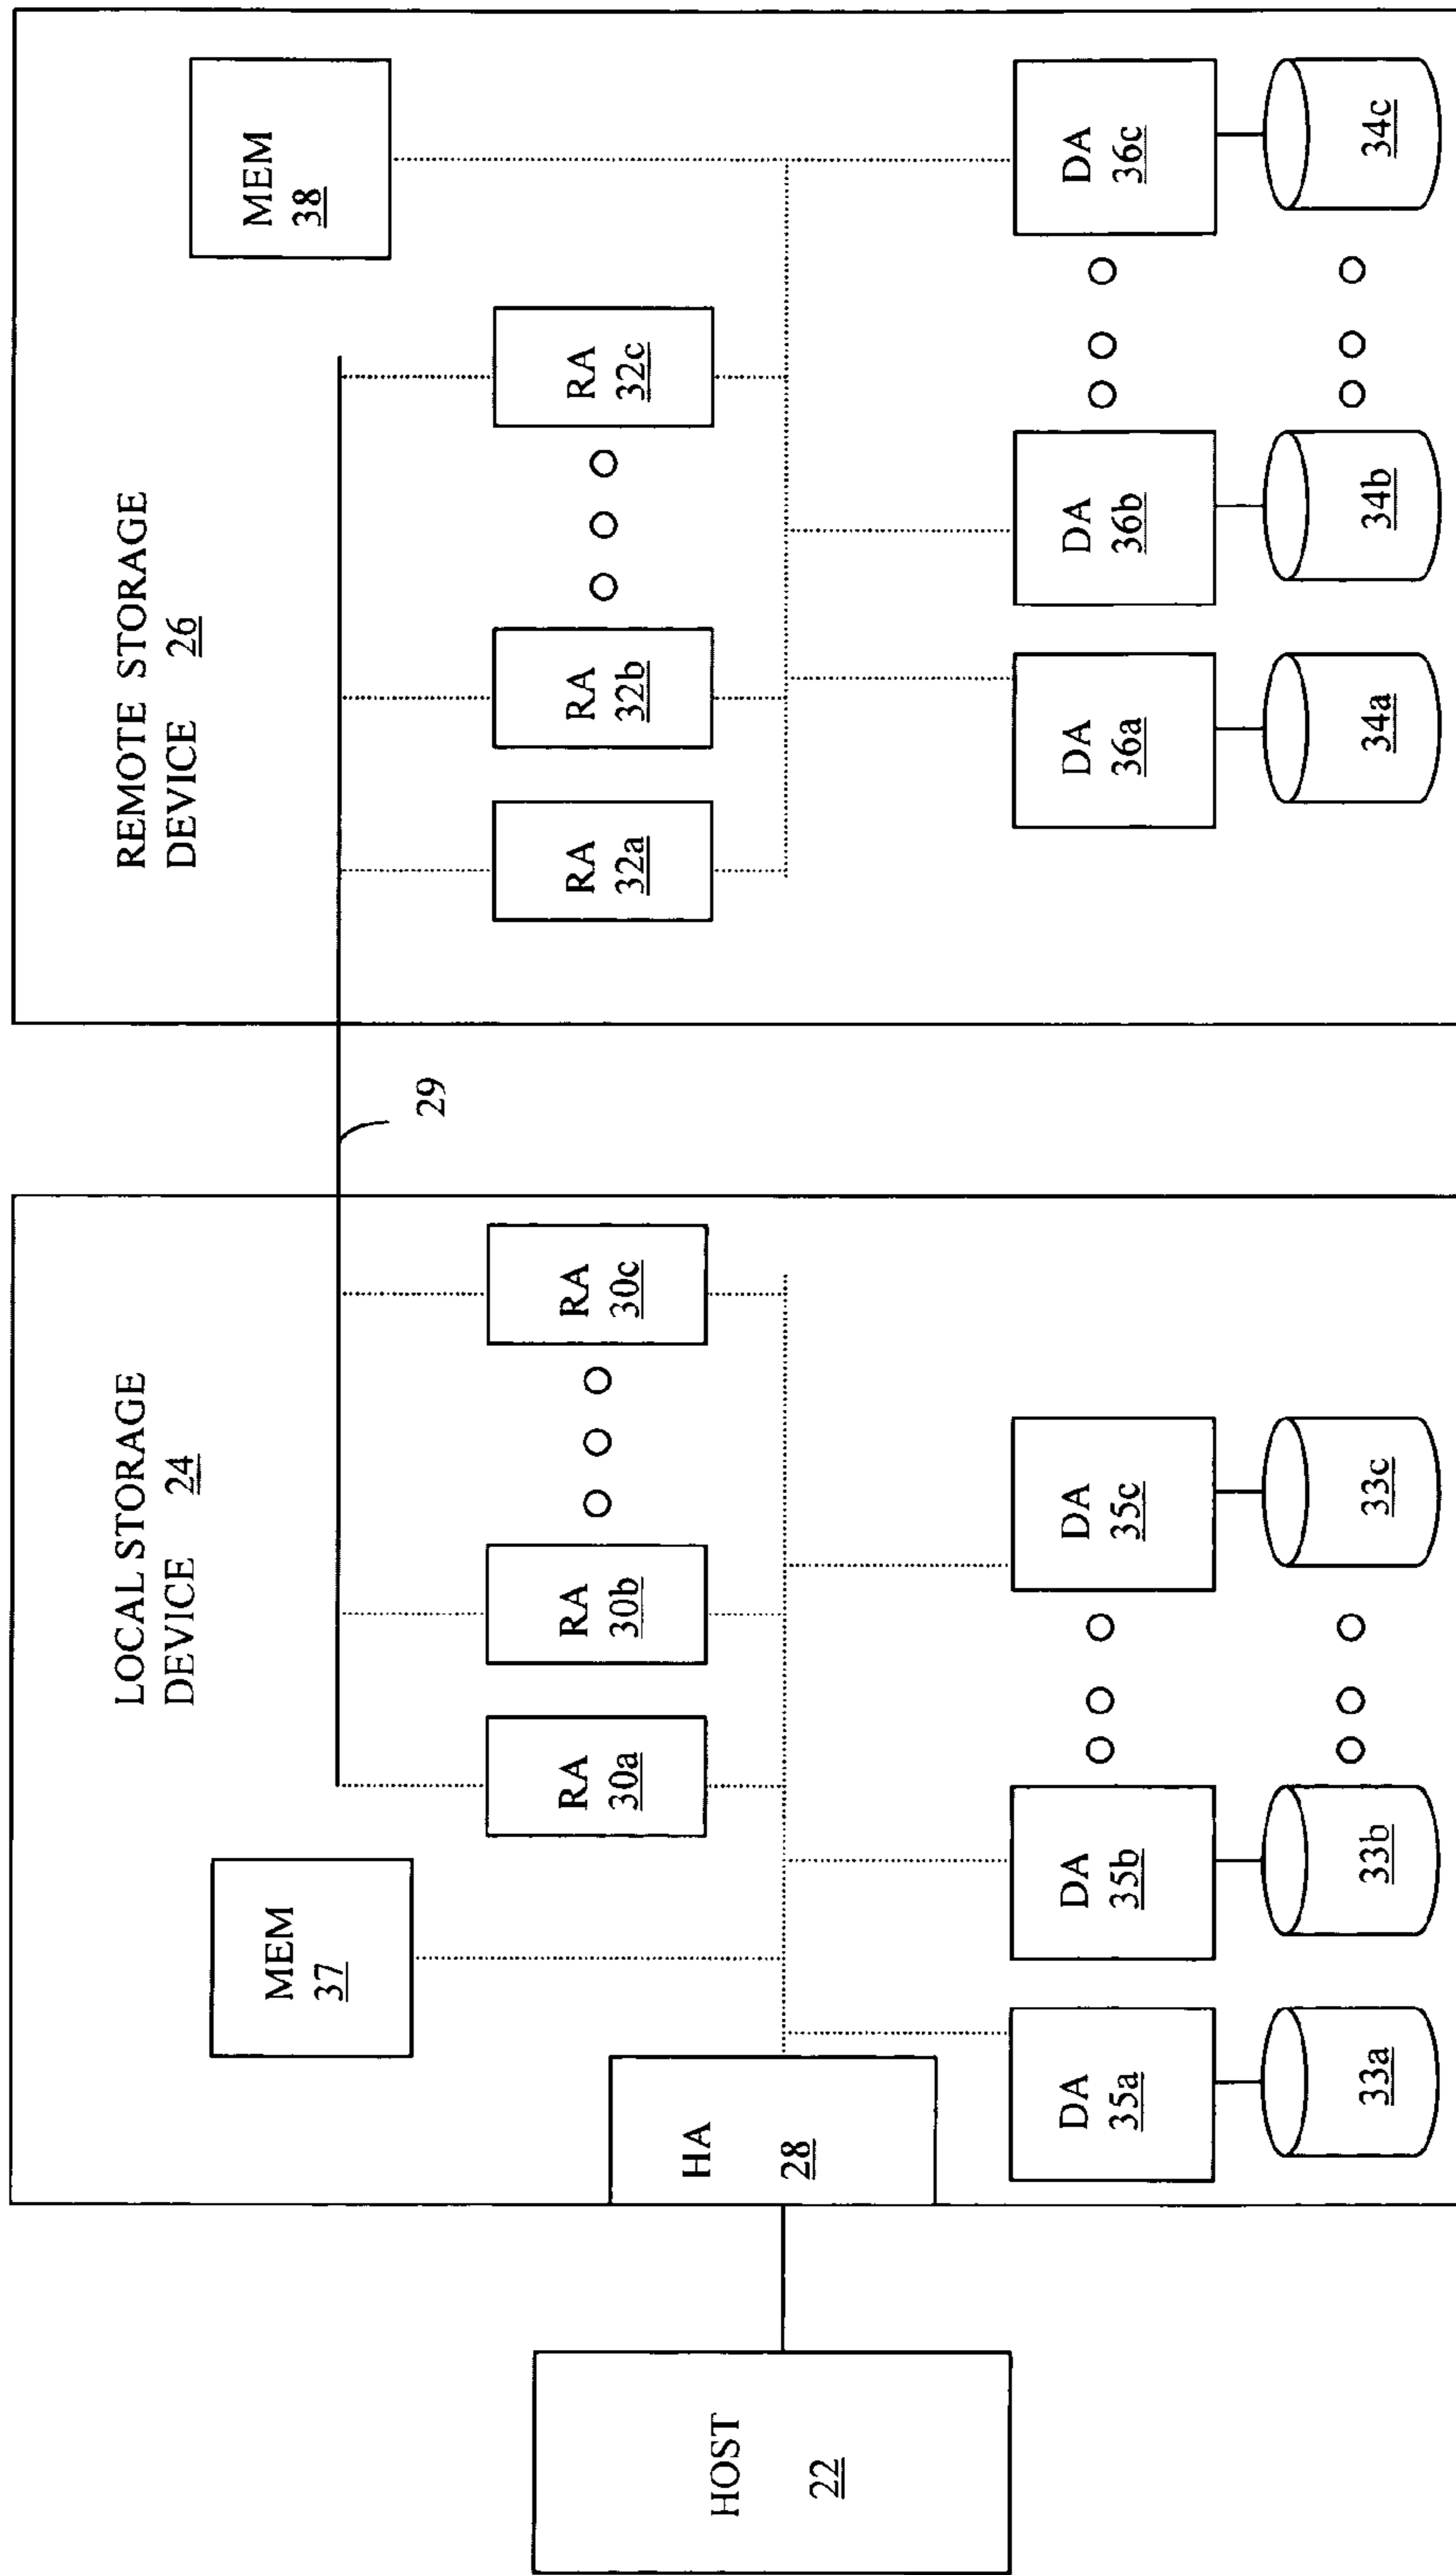 HOST
22
LOCAL STORAGE
DEVICE 24
MEM
37
HA
28
RA
30a
RA
30b
RA
30c
DA
35a
DA
35b
DA
35c
33a
33b
33c
29
REMOTE STORAGE
DEVICE 26
MEM
38
RA
32a
RA
32b
RA
32c
DA
36a
DA
36b
DA
36c
34a
34b
34c